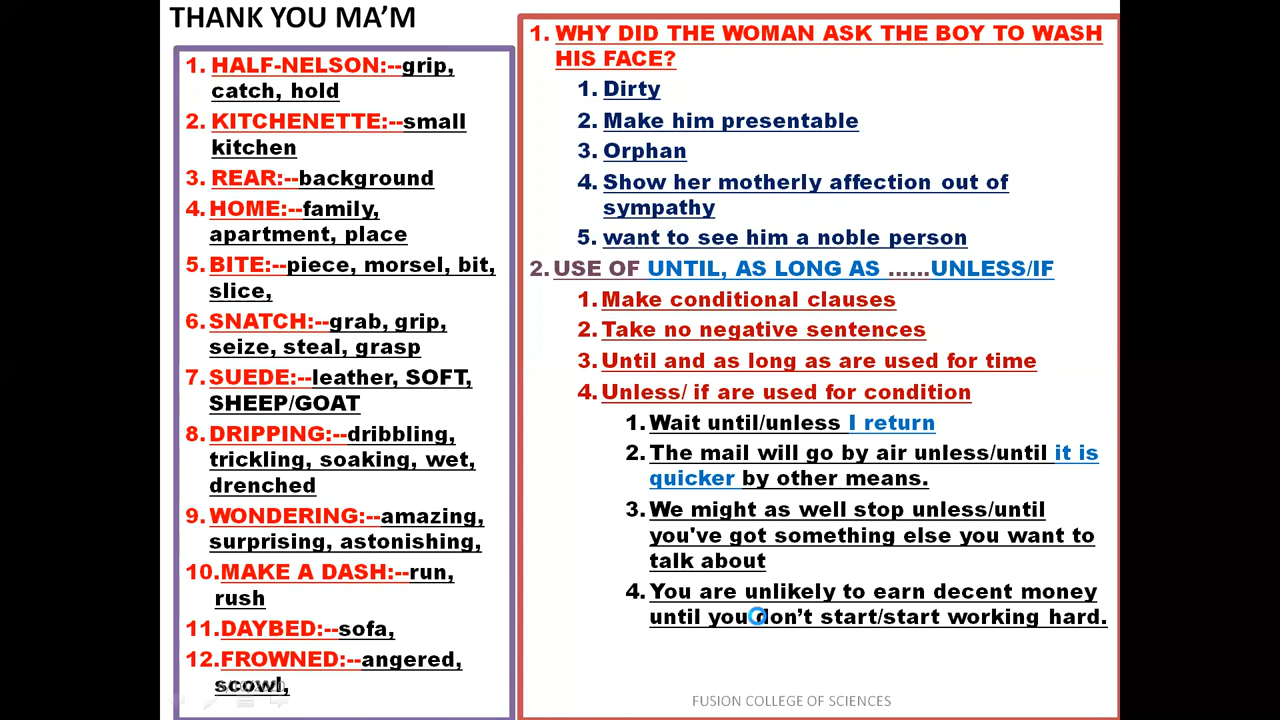 THANK YOU MA'M
1. HALF-NELSON:--grip,
catch, hold
2. KITCHENETTE:--small
kitchen
3. REAR:--background
4. HOME:--family,
apartment, place
5. BITE:--piece, morsel, bit,
slice,
6. SNATCH:--grab, grip,
seize, steal, grasp
7. SUEDE:--leather, SOFT,
SHEEP/GOAT
8. DRIPPING:--dribbling,
trickling, soaking, wet,
drenched
9. WONDERING:--amazing,
surprising, astonishing,
10.MAKE A DASH:--run,
rush
11.DAYBED:--sofa,
12.FROWNED:--angered,
scowl,
1. WHY DID THE WOMAN ASK THE BOY TO WASH
HIS FACE?
1. Dirty
2. Make him presentable
3. Orphan
4. Show her motherly affection out of
sympathy
5. want to see him a noble person
2. USE OF UNTIL, AS LONG AS ......UNLESS/IF
1. Make conditional clauses
2. Take no negative sentences
3. Until and as long as are used for time
4. Unless/ if are used for condition
1. Wait until/unless I return
2. The mail will go by air unless/until it is
quicker by other means.
3. We might as well stop unless/until
you've got something else you want to
talk about
4. You are unlikely to earn decent money
until you don't start/start working hard.
FUSION COLLEGE OF SCIENCES